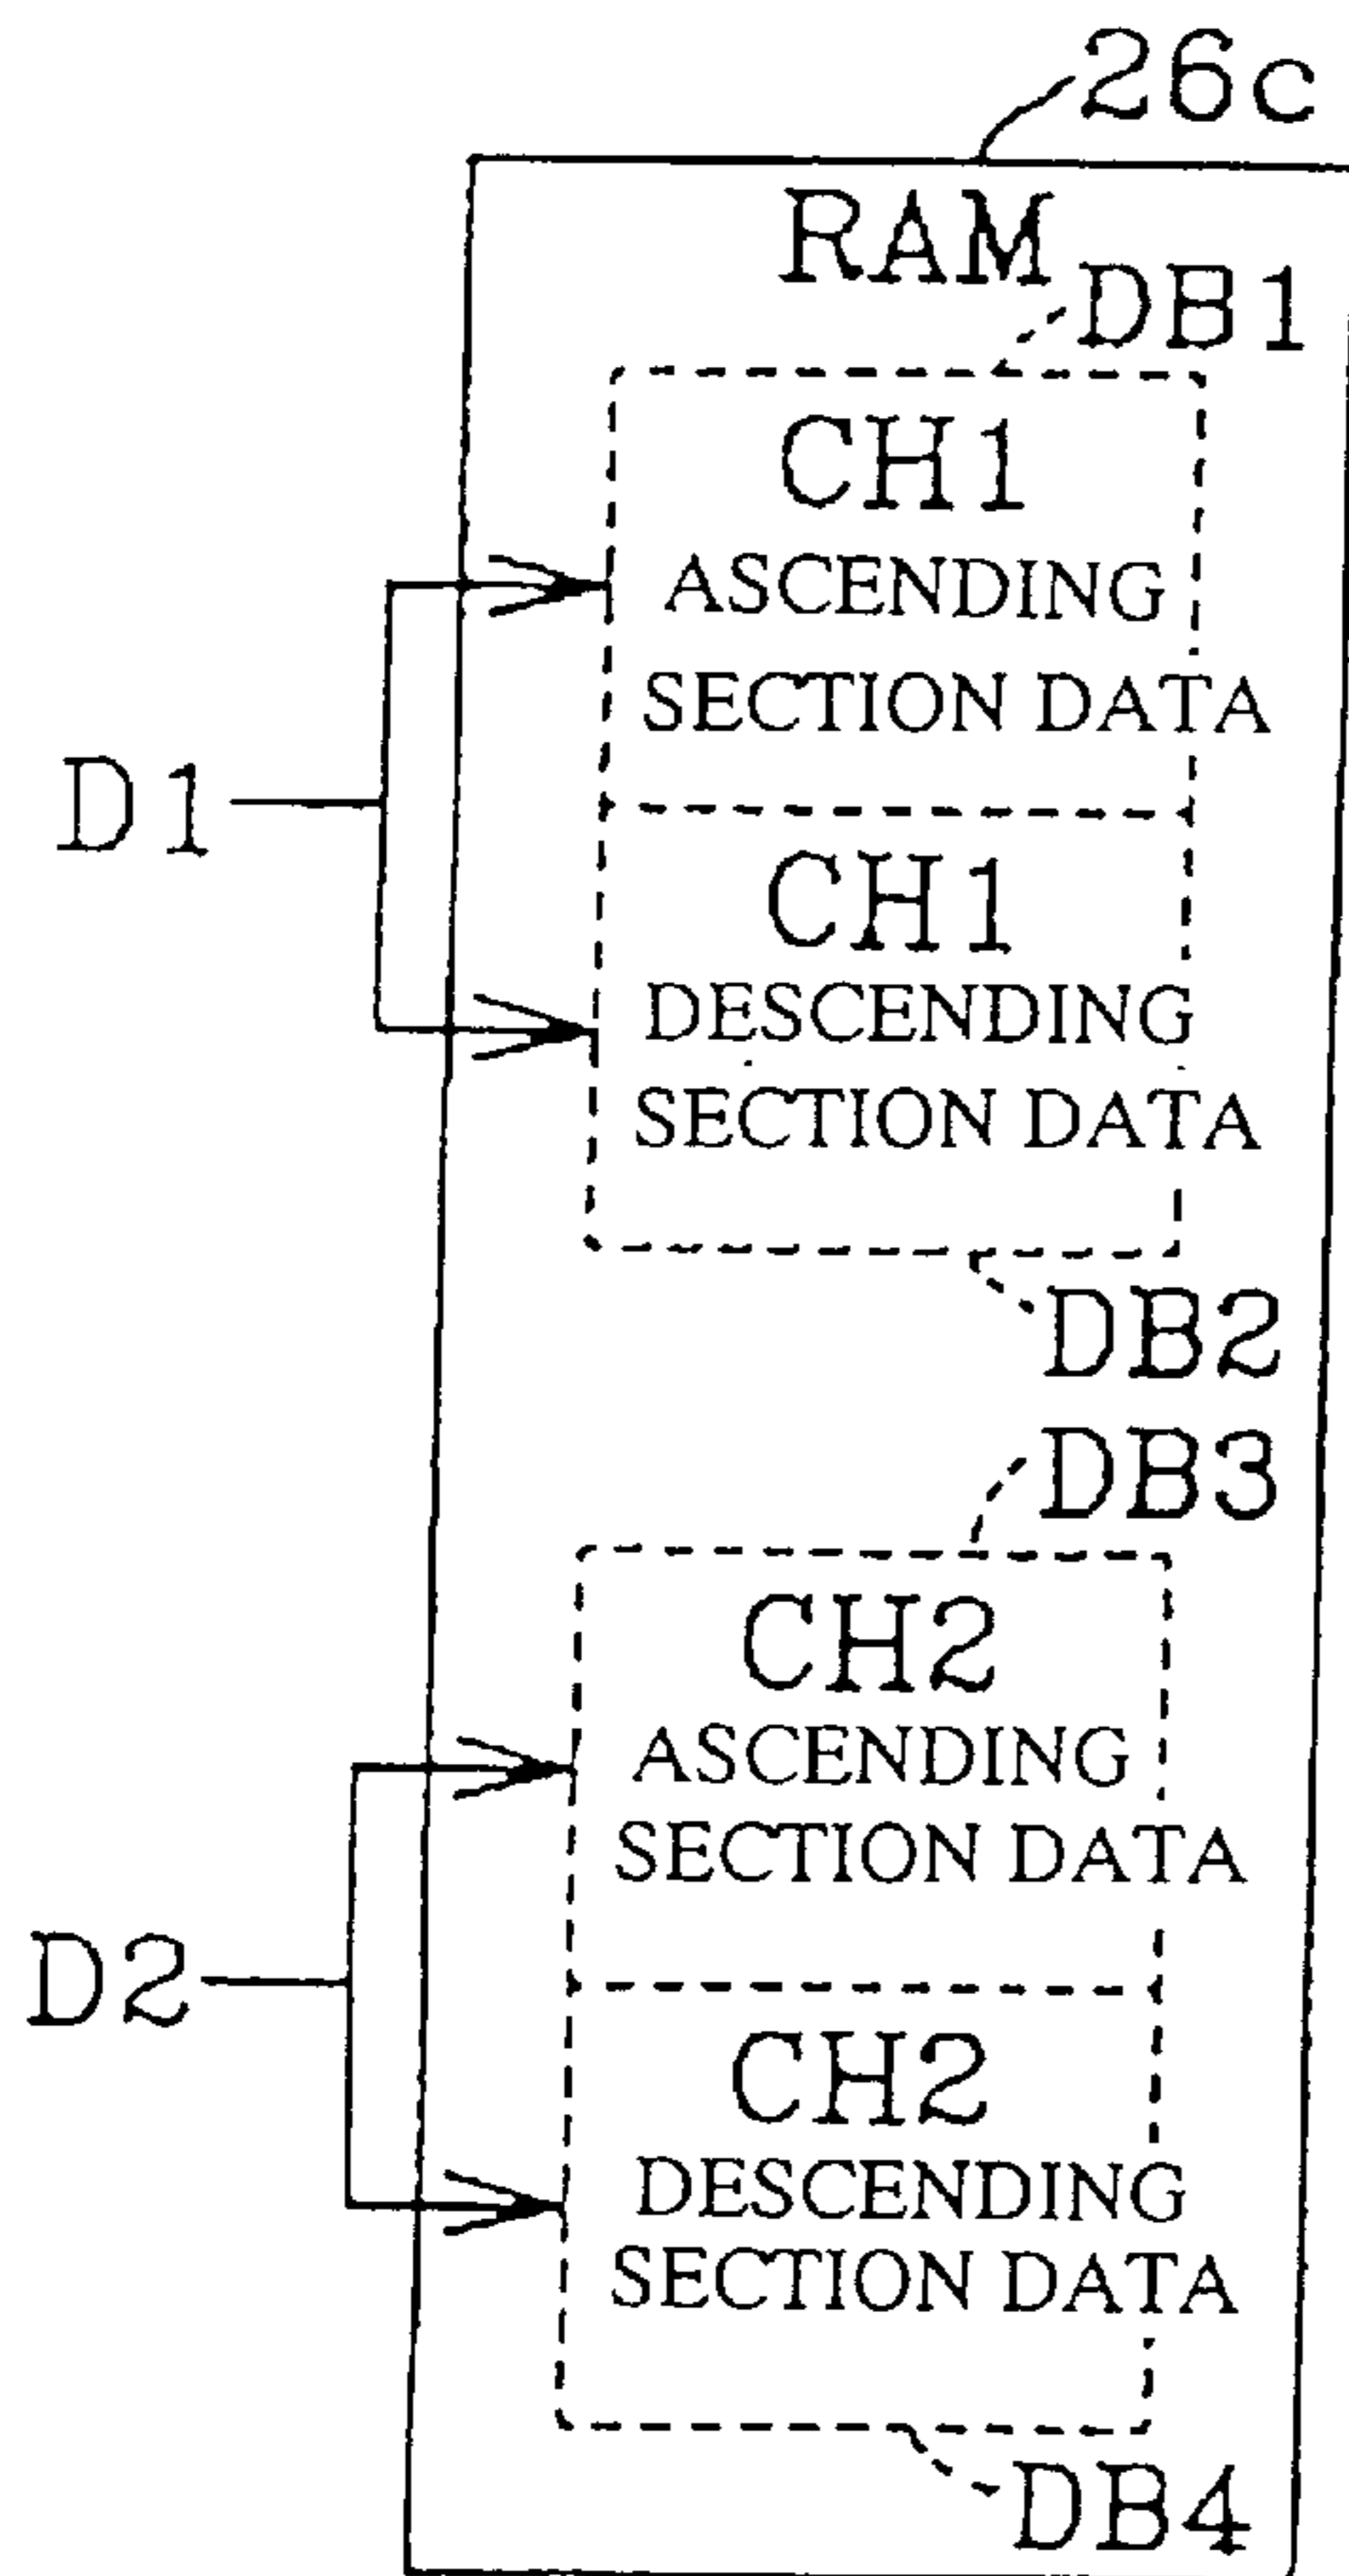 26c
RAM
DB1
CH1
ASCENDING
SECTION DATA
D1
CH1
DESCENDING
SECTION DATA
DB2
DB3
CH2
ASCENDING
SECTION DATA
D2
CH2
DESCENDING
SECTION DATA
DB4